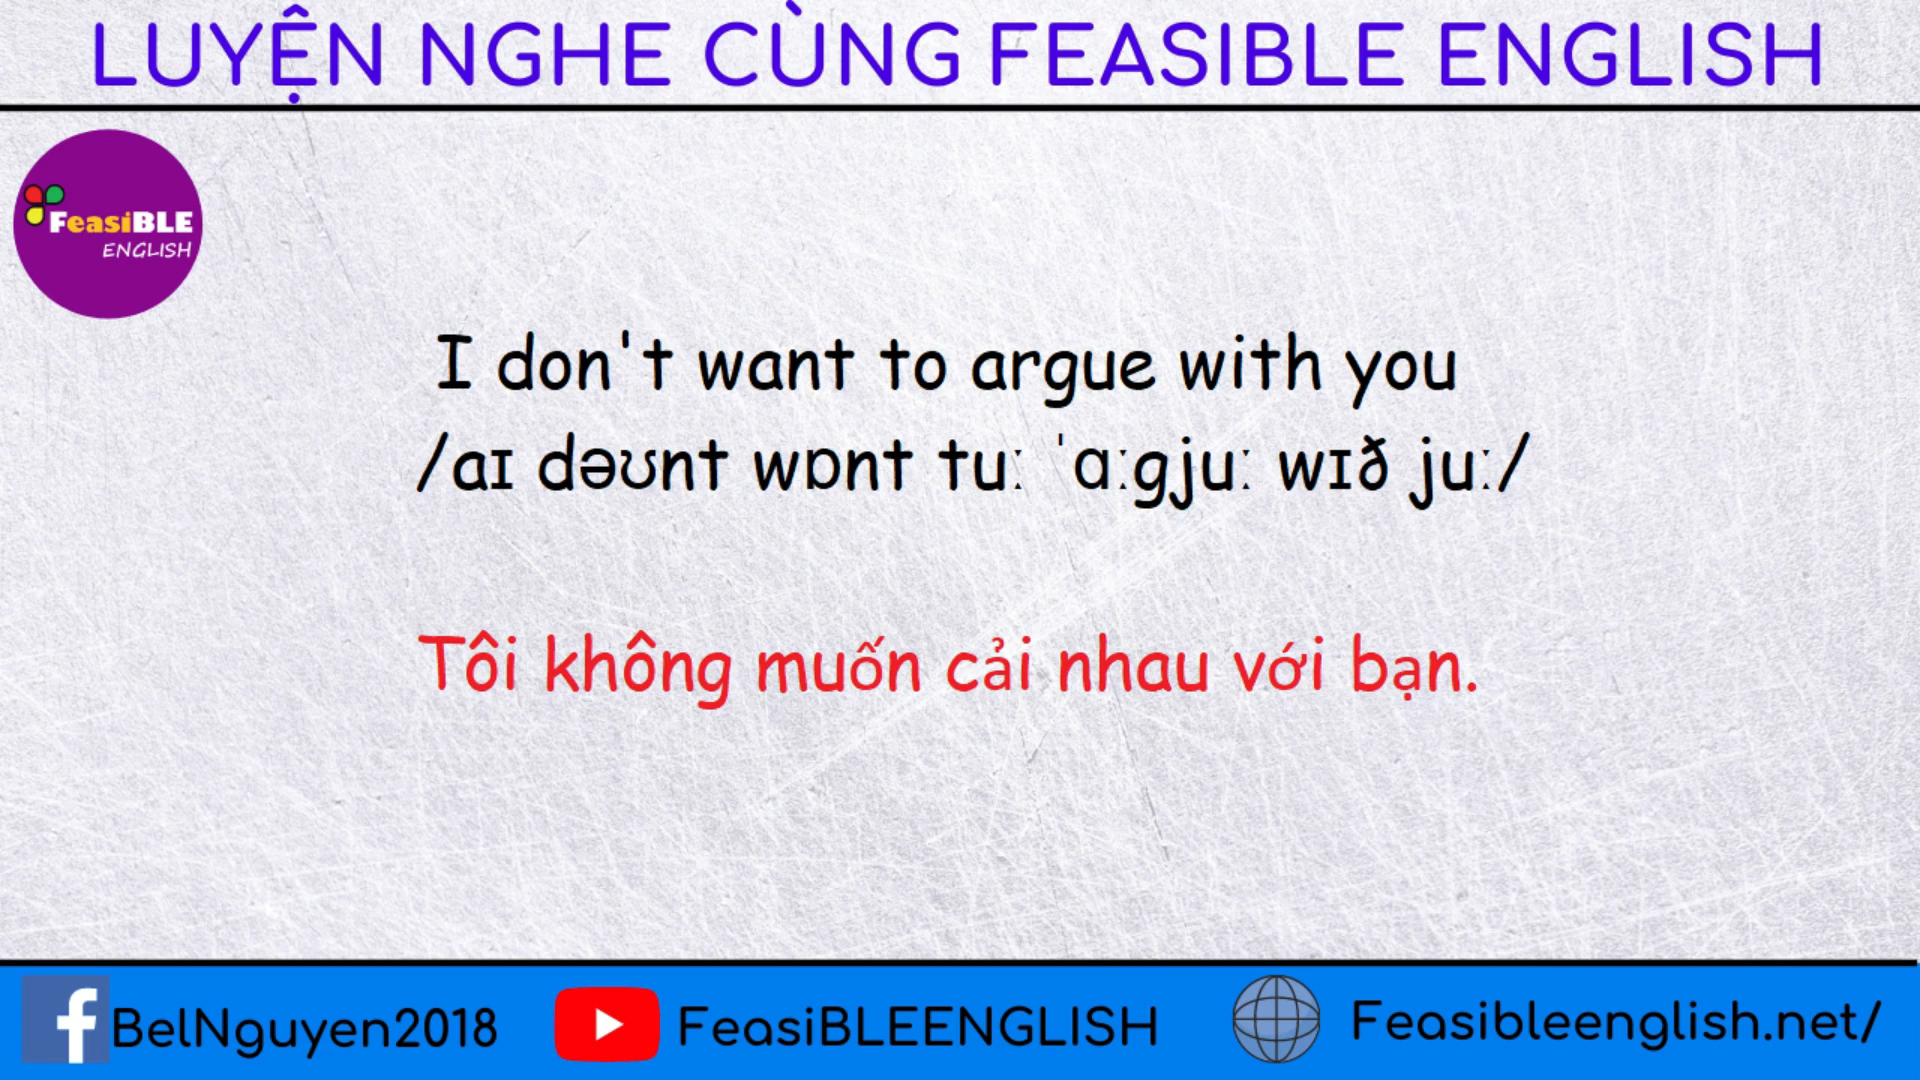 LUYỆN NGHE CÙNG FEASIBLE ENGLISH
FeasiBLE
ENGLISH
I don't want to argue with you
/aɪ dəʊnt wɒnt tuː ˈɑːgjuː wɪð juː/
Tôi không muốn cải nhau với bạn.
BelNguyen2018
FeasiBLEENGLISH
Feasibleenglish.net/